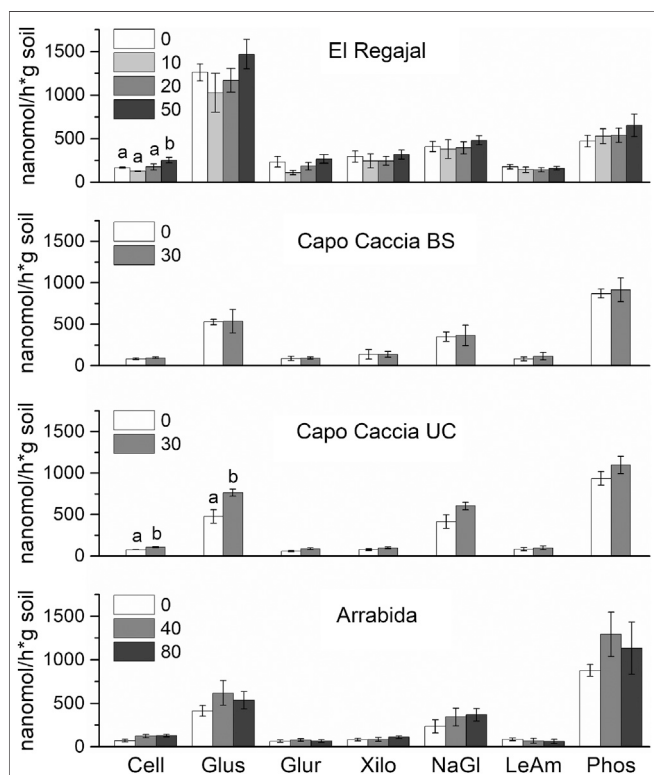 nanomol/h*g soil
1500
1000
500
0
0
10
20
50
El Regajal
a a a b
nanomol/h*g soil
1500
1000
500
0
0
30
Capo Caccia BS
nanomol/h*g soil
1500
1000
500
0
0
30
Capo Caccia UC
a b
a b
nanomol/h*g soil
1500
1000
500
0
0
40
80
Arrabida
Cell Glus Glur Xilo NaGl LeAm Phos